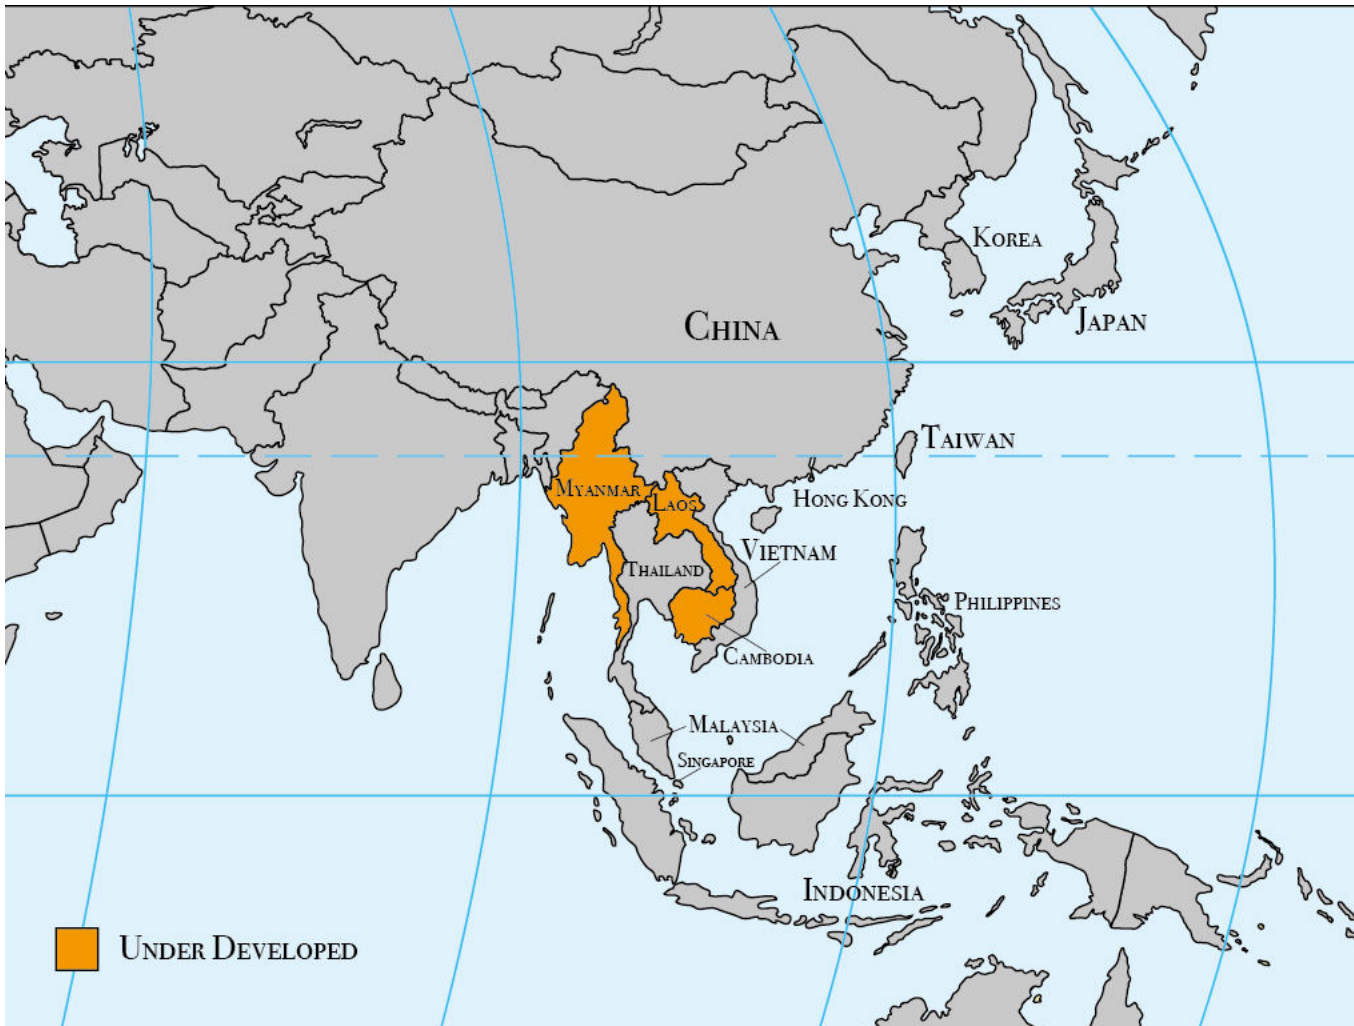 KOREA
CHINA
JAPAN
TAIWAN
MYANMAR
LAOS
HONG KONG
VIETNAM
THAILAND
PHILIPPINES
CAMBODIA
MALAYSIA
SINGAPORE
INDONESIA
UNDER DEVELOPED